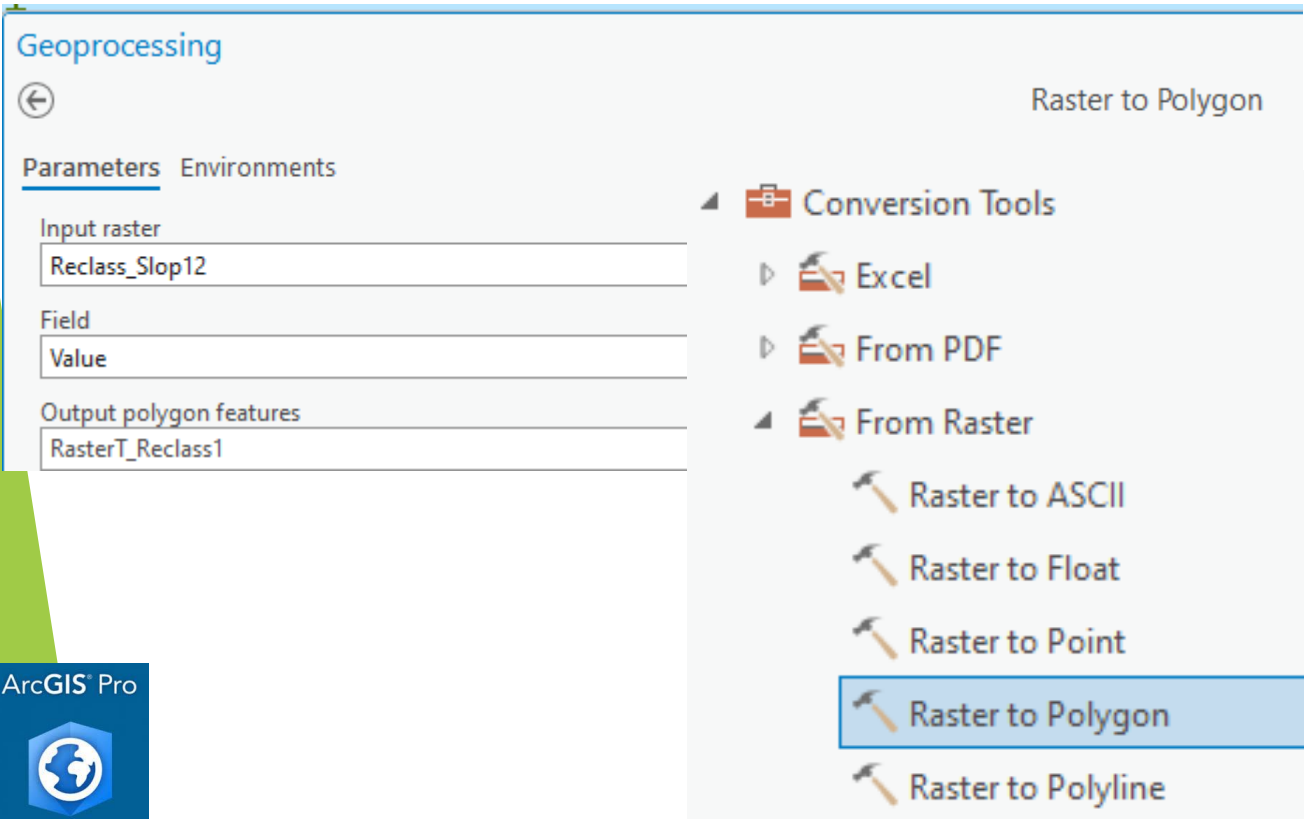 Geoprocessing
Raster to Polygon
Parameters Environments
Input raster
Reclass_Slop12
Field
Value
Output polygon features
RasterT_Reclass1
Conversion Tools
Excel
From PDF
From Raster
Raster to ASCII
Raster to Float
Raster to Point
Raster to Polygon
Raster to Polyline
ArcGIS® Pro